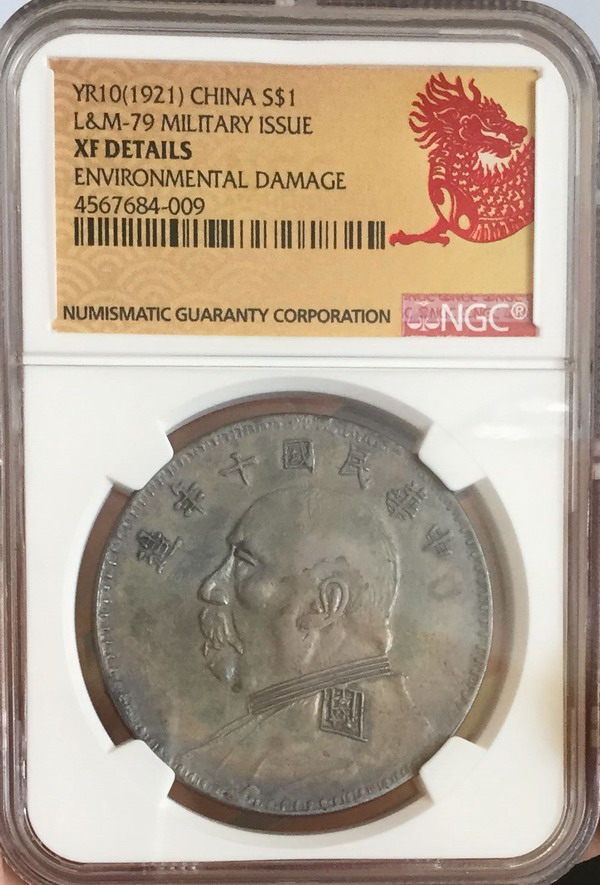 YR10(1921) CHINA S$1
L&M-79 MILITARY ISSUE
XF DETAILS
ENVIRONMENTAL DAMAGE
4567684-009
NUMISMATIC GUARANTY CORPORATION
NGC®
中華民國十年造